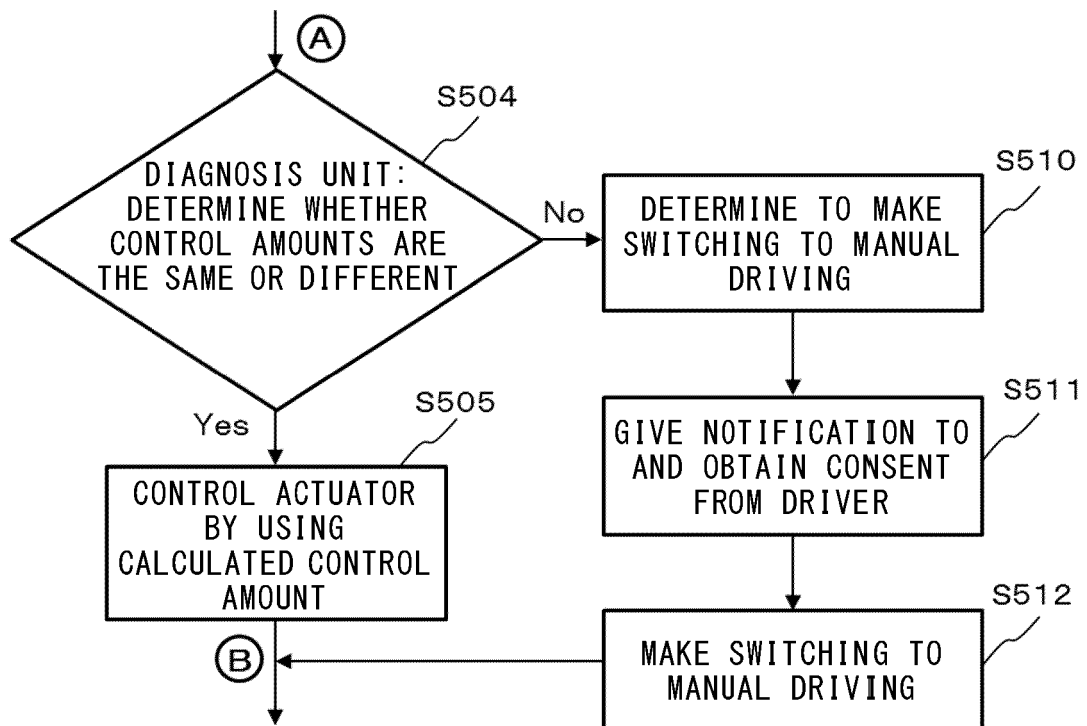 A
S504
DIAGNOSIS UNIT:
DETERMINE WHETHER
CONTROL AMOUNTS ARE
THE SAME OR DIFFERENT
No
S510
DETERMINE TO MAKE
SWITCHING TO MANUAL
DRIVING
Yes
S505
CONTROL ACTUATOR
BY USING
CALCULATED CONTROL
AMOUNT
S511
GIVE NOTIFICATION TO
AND OBTAIN CONSENT
FROM DRIVER
S512
MAKE SWITCHING TO
MANUAL DRIVING
B